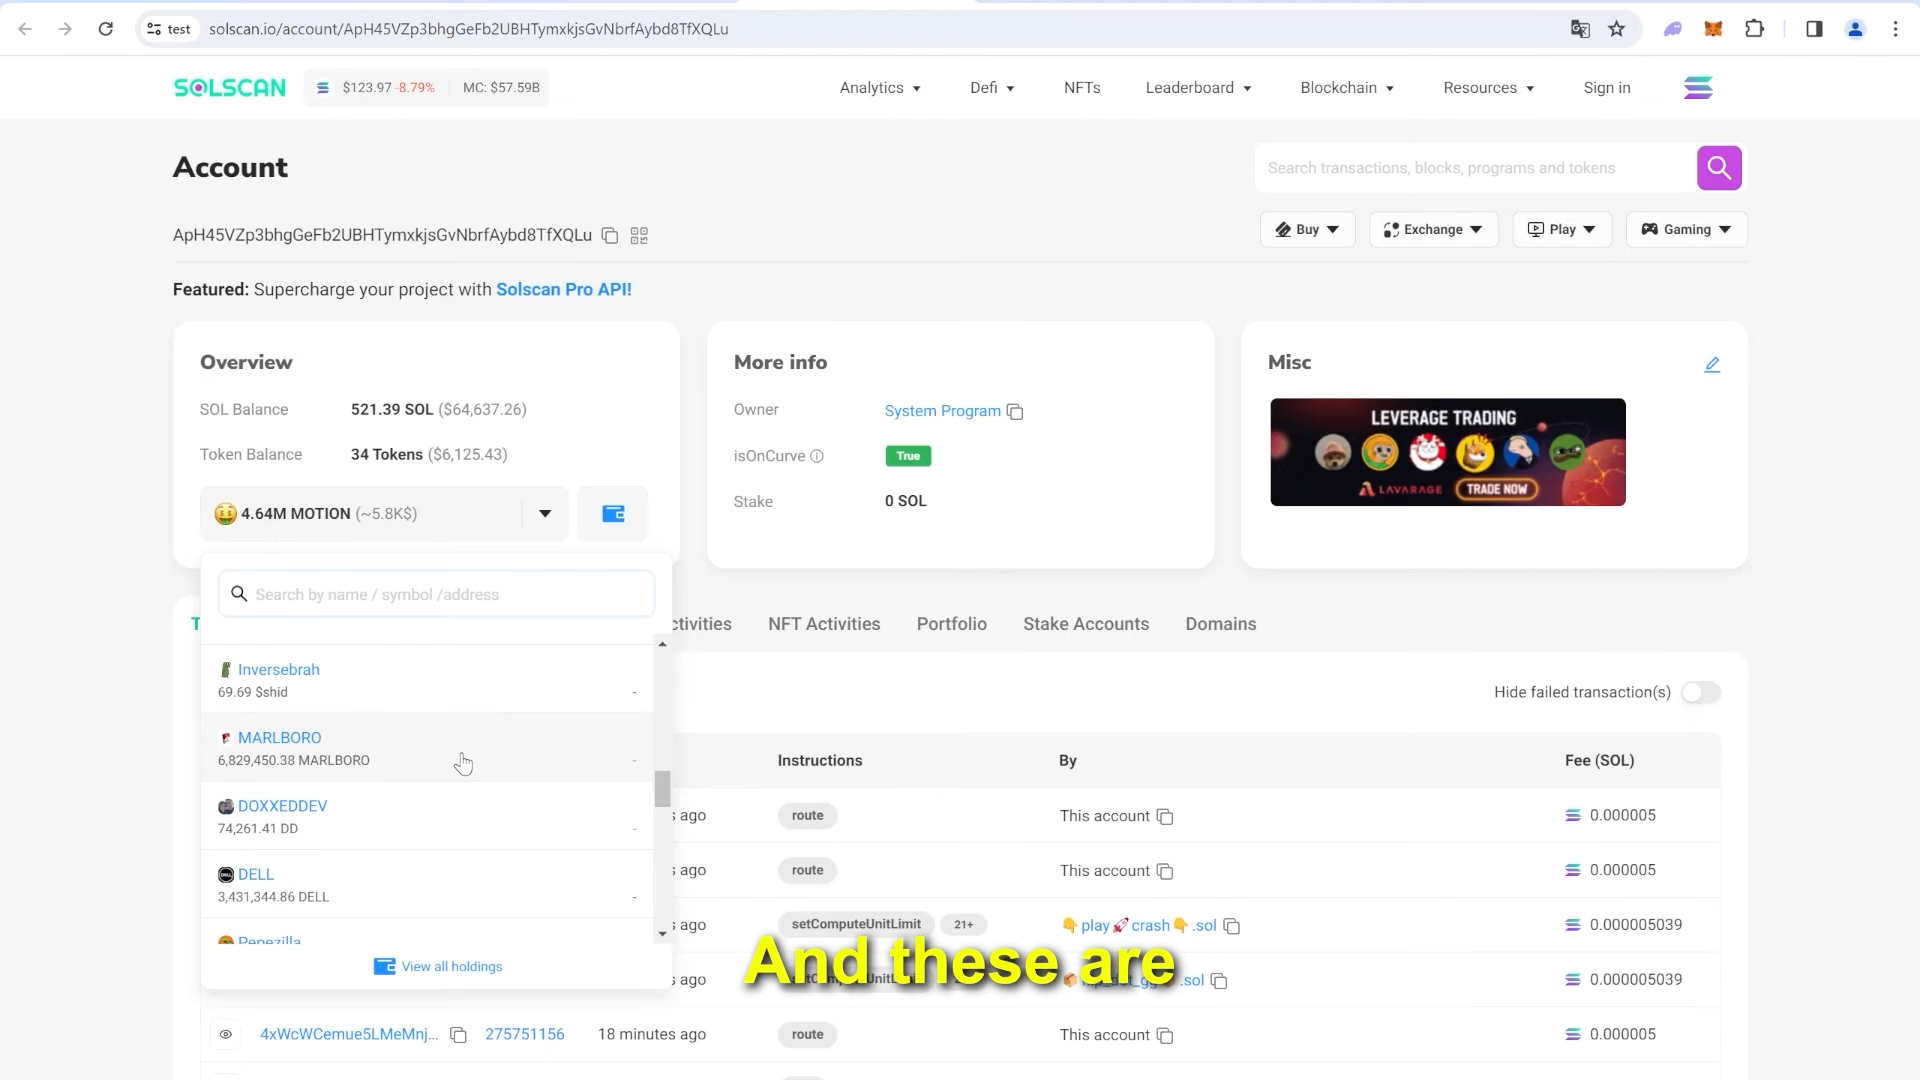 test
solscan.io/account/ApH45VZp3bhgGeFb2UBHTymxkjsGvNbrfAybd8TfXQLu
SOLSCAN
$123.97 -8.79%
MC: $57.59B
Analytics
Defi
NFTs
Leaderboard
Blockchain
Resources
Sign in
Account
Search transactions, blocks, programs and tokens
ApH45VZp3bhgGeFb2UBHTymxkjsGvNbrfAybd8TfXQLu
Buy
Exchange
Play
Gaming
Featured: Supercharge your project with Solscan Pro API!
Overview
SOL Balance 521.39 SOL ($64,637.26)
Token Balance 34 Tokens ($6,125.43)
4.64M MOTION (~5.8K$)
More info
Owner System Program
isOnCurve True
Stake 0 SOL
Misc
LEVERAGE TRADING
LAVARAGE TRADE NOW
Search by name / symbol /address
Inversebrah
69.69 $shid -
MARLBORO
6,829,450.38 MARLBORO -
DOXXEDDEV
74,261.41 DD -
DELL
3,431,344.86 DELL -
Pepezilla
View all holdings
T
ctivities
NFT Activities
Portfolio
Stake Accounts
Domains
Hide failed transaction(s)
Instructions By Fee (SOL)
s ago route This account 0.000005
s ago route This account 0.000005
s ago setComputeUnitLimit 21+ play crash .sol 0.000005039
s ago .sol 0.000005039
And these are
4xWcWCemue5LMeMnj... 275751156 18 minutes ago route This account 0.000005